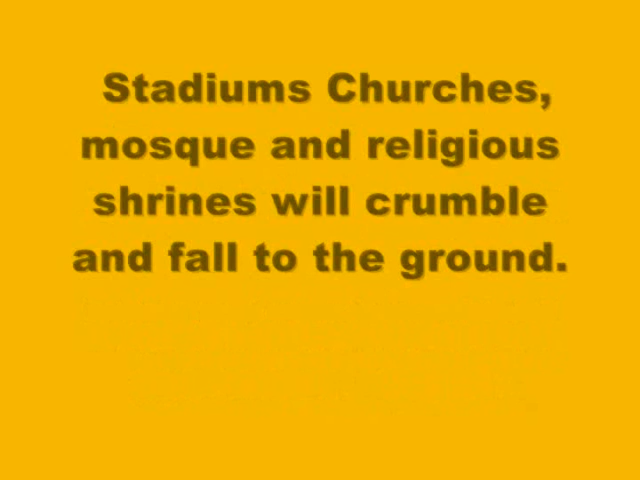 Stadiums Churches,
mosque and religious
shrines will crumble
and fall to the ground.